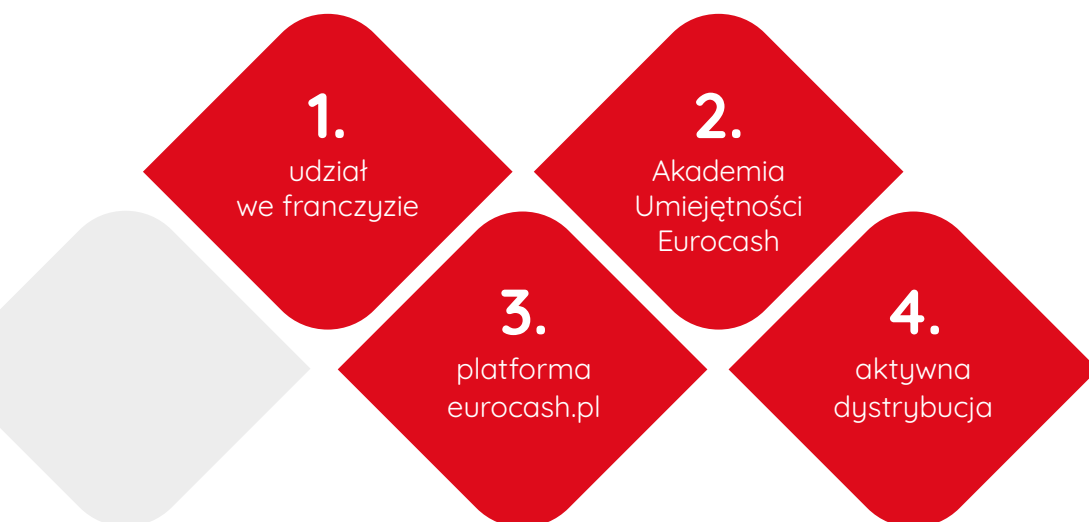 1.
udział
we franczyzie
2.
Akademia
Umiejętności
Eurocash
3.
platforma
eurocash.pl
4.
aktywna
dystrybucja